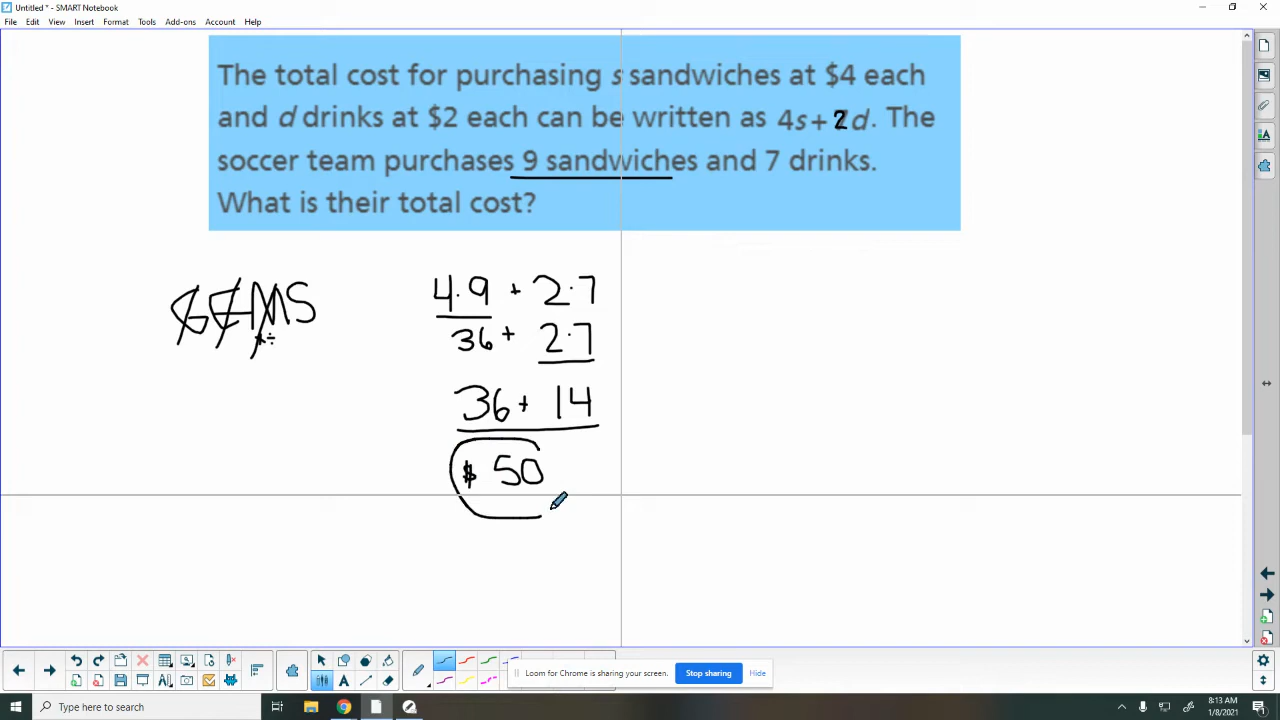 Untitled * - SMART Notebook
File Edit View Insert Format Tools Add-ons Account Help
The total cost for purchasing s sandwiches at $4 each
and d drinks at $2 each can be written as 4s + 2d. The
soccer team purchases 9 sandwiches and 7 drinks.
What is their total cost?
GEMS
× ÷
4·9 + 2·7
36 + 2·7
36 + 14
$ 50
Loom for Chrome is sharing your screen. Stop sharing Hide
Type here to search
8:13 AM
1/8/2021